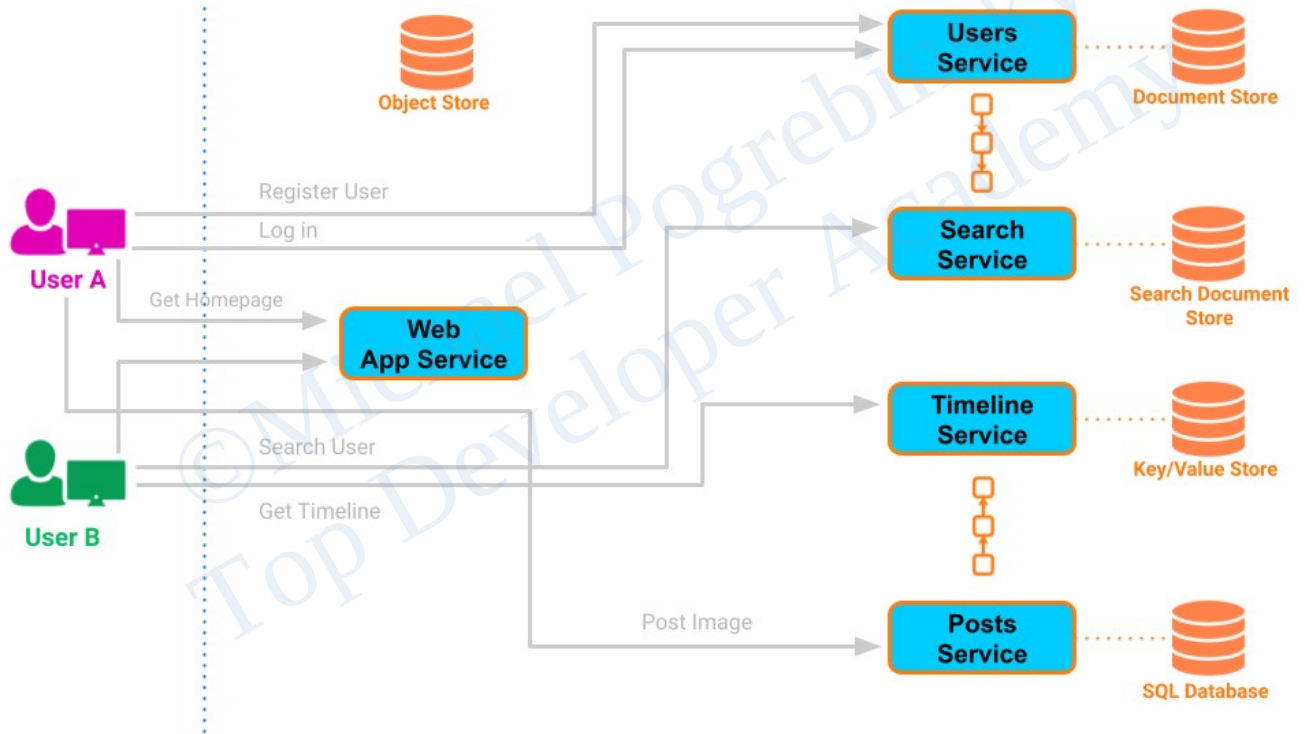 Users
Service
Object Store
Document Store
Register User
Log in
Search
Service
User A
Get Homepage
Search Document
Store
Web
App Service
Timeline
Service
Search User
Key/Value Store
Get Timeline
User B
Post Image
Posts
Service
SQL Database
©Michael Pogrebinsky
Top Developer Academy